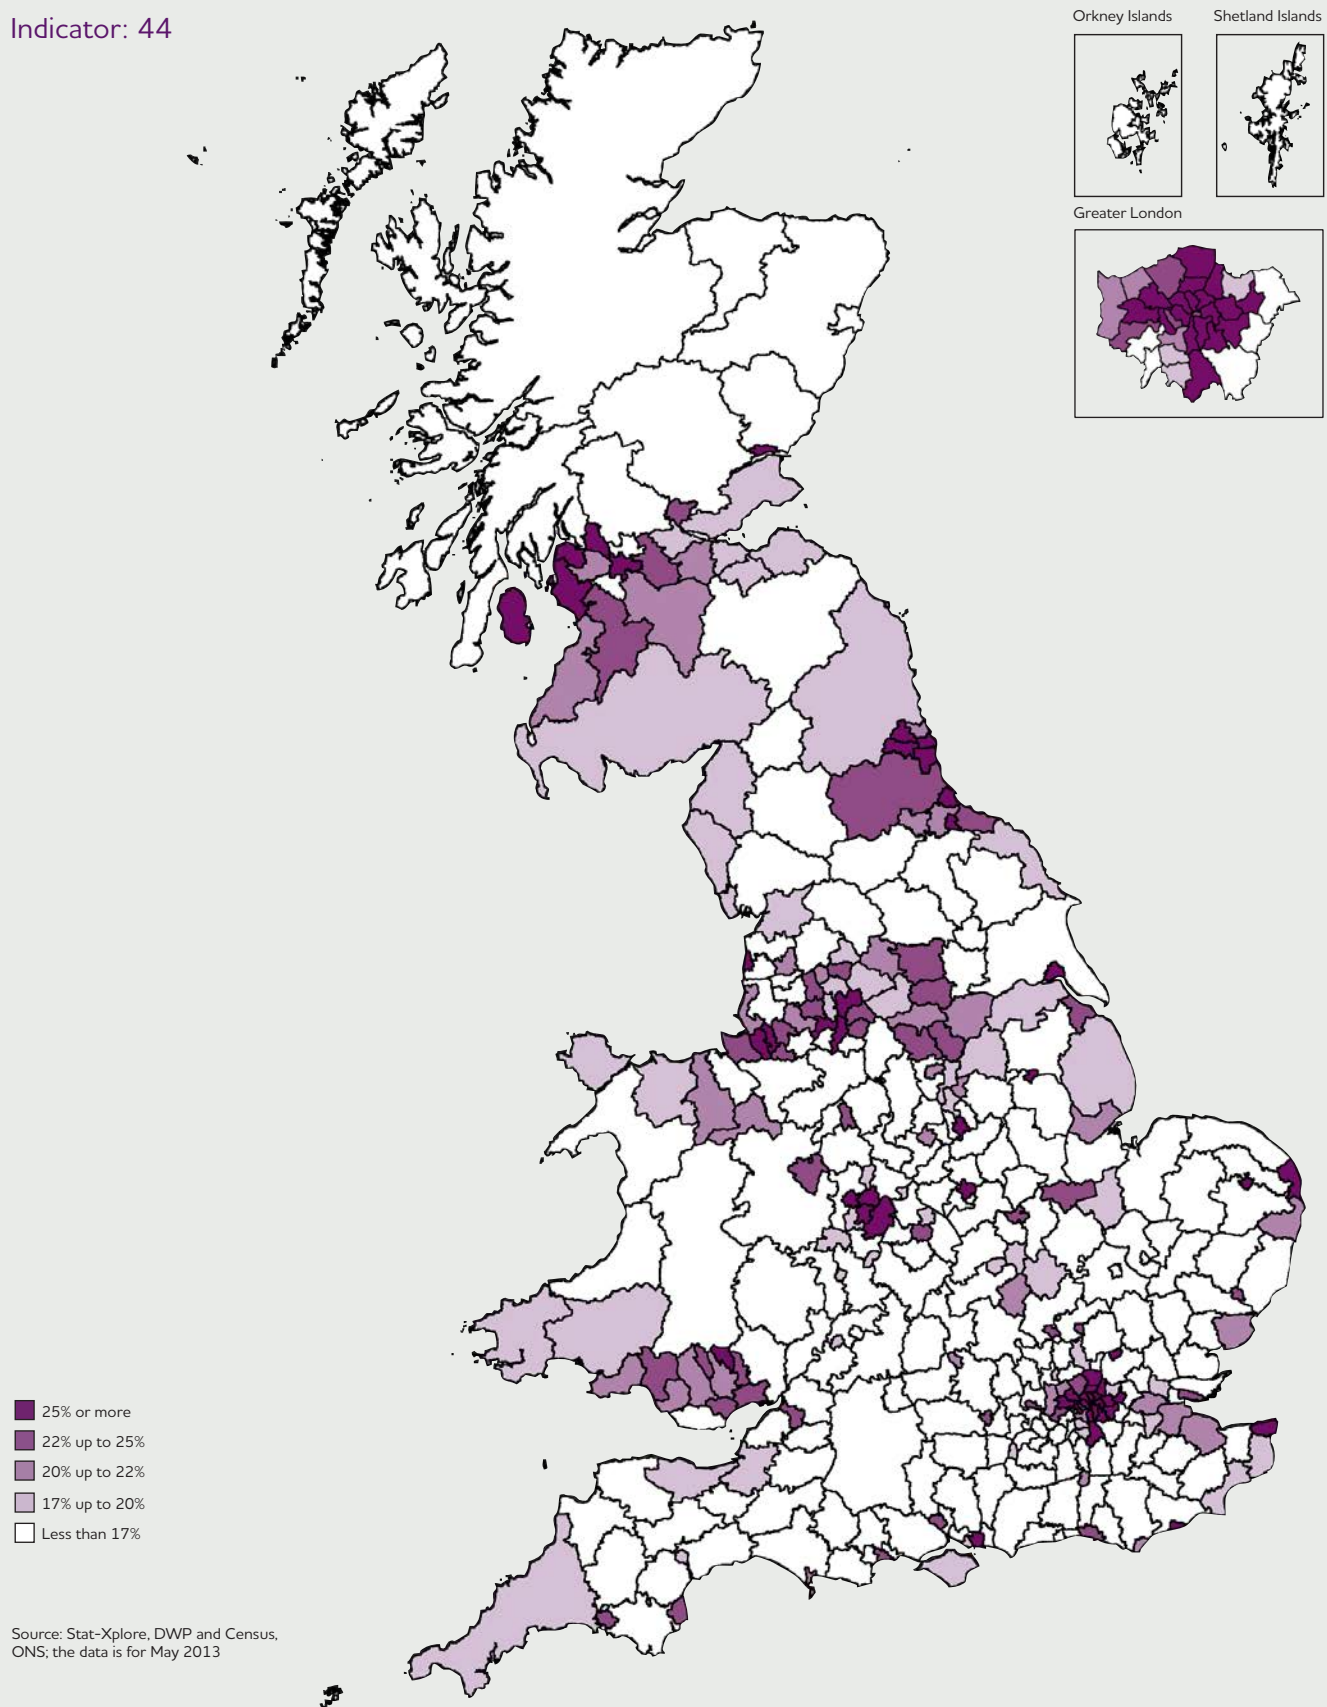 Indicator: 44
Orkney Islands
Shetland Islands
Greater London
25% or more
22% up to 25%
20% up to 22%
17% up to 20%
Less than 17%
Source: Stat-Xplore, DWP and Census,
ONS; the data is for May 2013